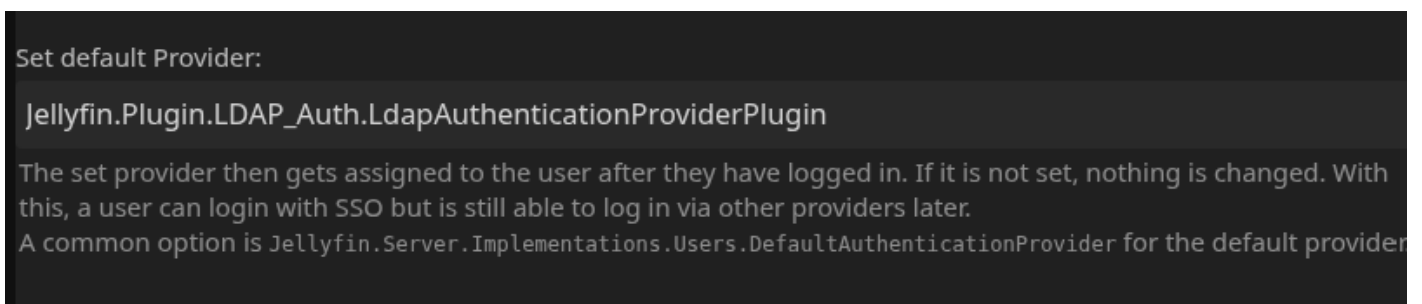 Set default Provider:
Jellyfin.Plugin.LDAP_Auth.LdapAuthenticationProviderPlugin
The set provider then gets assigned to the user after they have logged in. If it is not set, nothing is changed. With
this, a user can login with SSO but is still able to log in via other providers later.
A common option is Jellyfin.Server.Implementations.Users.DefaultAuthenticationProvider for the default provider.